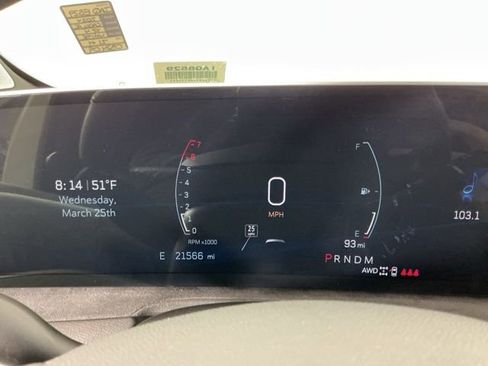 7
6
5
4
3
2
1
0
RPM x1000
8:14 51°F
Wednesday,
March 25th
0
MPH
25
MPH
F
E
93 mi
103.1
E 21566 mi
PRNDM
AWD